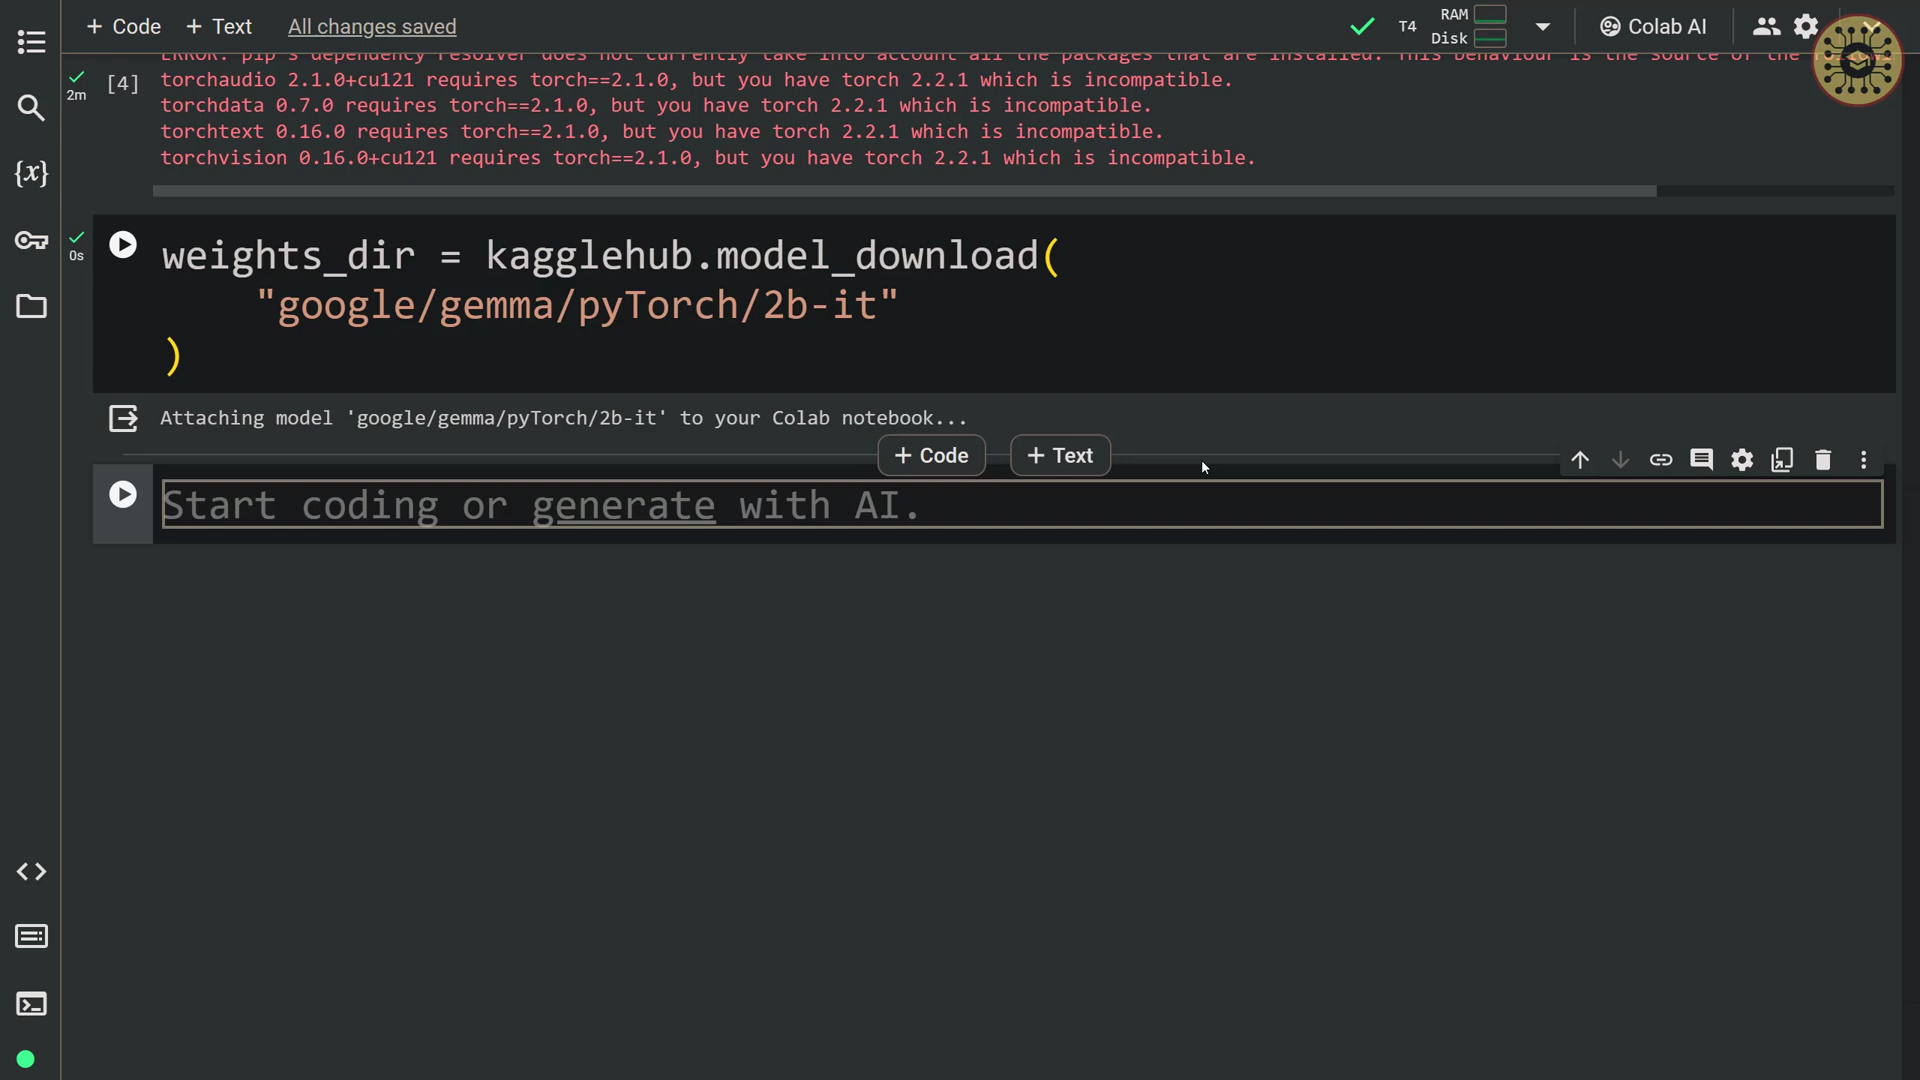 + Code + Text All changes saved T4 RAM Disk Colab AI
ERROR: pip's dependency resolver does not currently take into account all the packages that are installed. This behaviour is the source of the
2m [4] torchaudio 2.1.0+cu121 requires torch==2.1.0, but you have torch 2.2.1 which is incompatible.
torchdata 0.7.0 requires torch==2.1.0, but you have torch 2.2.1 which is incompatible.
torchtext 0.16.0 requires torch==2.1.0, but you have torch 2.2.1 which is incompatible.
torchvision 0.16.0+cu121 requires torch==2.1.0, but you have torch 2.2.1 which is incompatible.
{x}
0s weights_dir = kagglehub.model_download(
"google/gemma/pyTorch/2b-it"
)
Attaching model 'google/gemma/pyTorch/2b-it' to your Colab notebook...
+ Code + Text
Start coding or generate with AI.